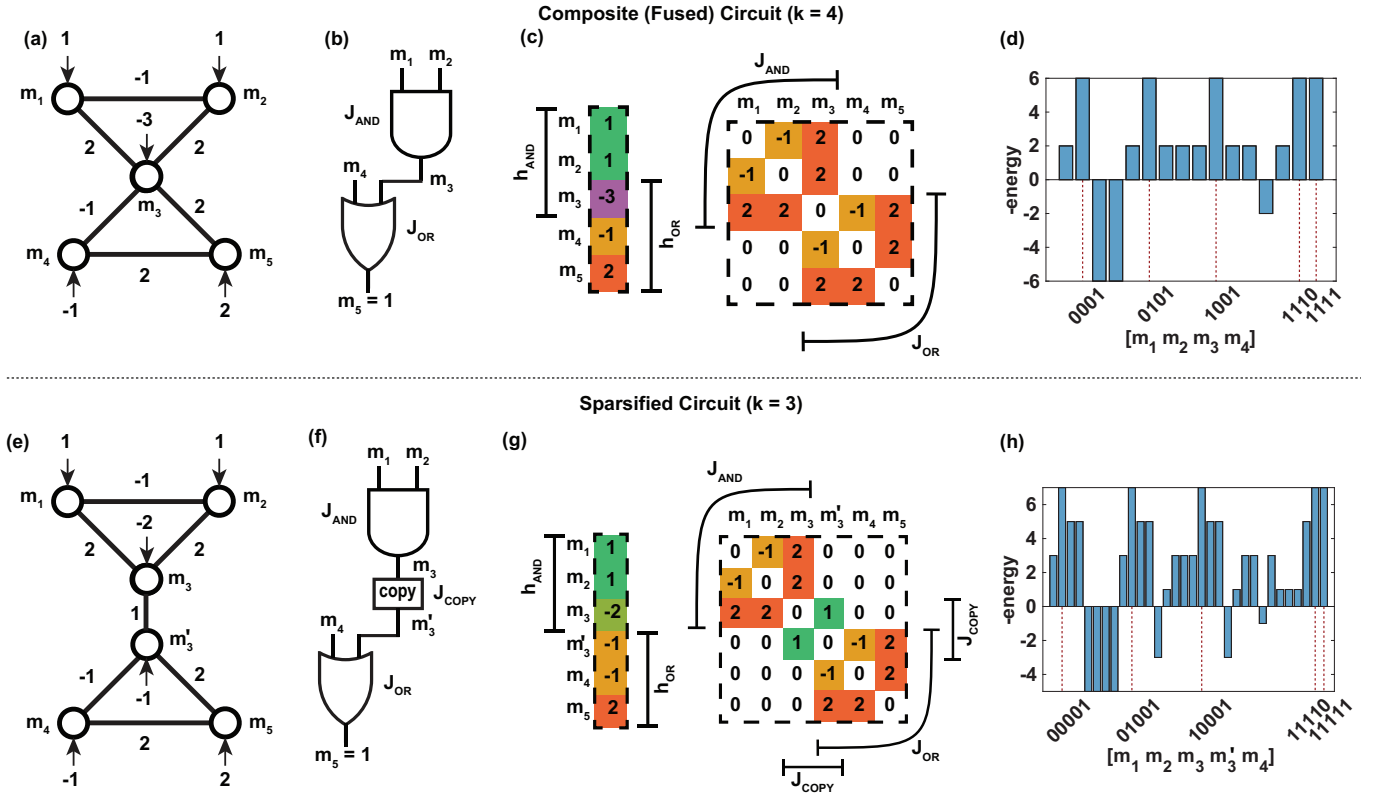 Composite (Fused) Circuit (k = 4)
(a)
1
1
-1
m1
m2
-3
2
2
m3
-1
2
m4
m5
2
-1
2
(b)
m1 m2
JAND
m4
m3
JOR
m5 = 1
(c)
JAND
hAND
hOR
m1 1
m2 1
m3 -3
m4 -1
m5 2
m1 m2 m3 m4 m5
0 -1 2 0 0
-1 0 2 0 0
2 2 0 -1 2
0 0 -1 0 2
0 0 2 2 0
JOR
(d)
-energy
6
4
2
0
-2
-4
-6
0001 0101 1001 1110 1111
[m1 m2 m3 m4]
Sparsified Circuit (k = 3)
(e)
1
1
-1
m1
m2
-2
2
2
m3
1
m'3
-1
2
-1
m4
m5
2
-1
2
(f)
m1 m2
JAND
m3
copy
JCOPY
m4
m'3
JOR
m5 = 1
(g)
JAND
hAND
hOR
m1 1
m2 1
m3 -2
m'3 -1
m4 -1
m5 2
m1 m2 m3 m'3 m4 m5
0 -1 2 0 0 0
-1 0 2 0 0 0
2 2 0 1 0 0
0 0 1 0 -1 2
0 0 0 -1 0 2
0 0 0 2 2 0
JCOPY
JOR
JCOPY
(h)
-energy
6
4
2
0
-2
-4
00001 01001 10001 11110 11111
[m1 m2 m3 m'3 m4]